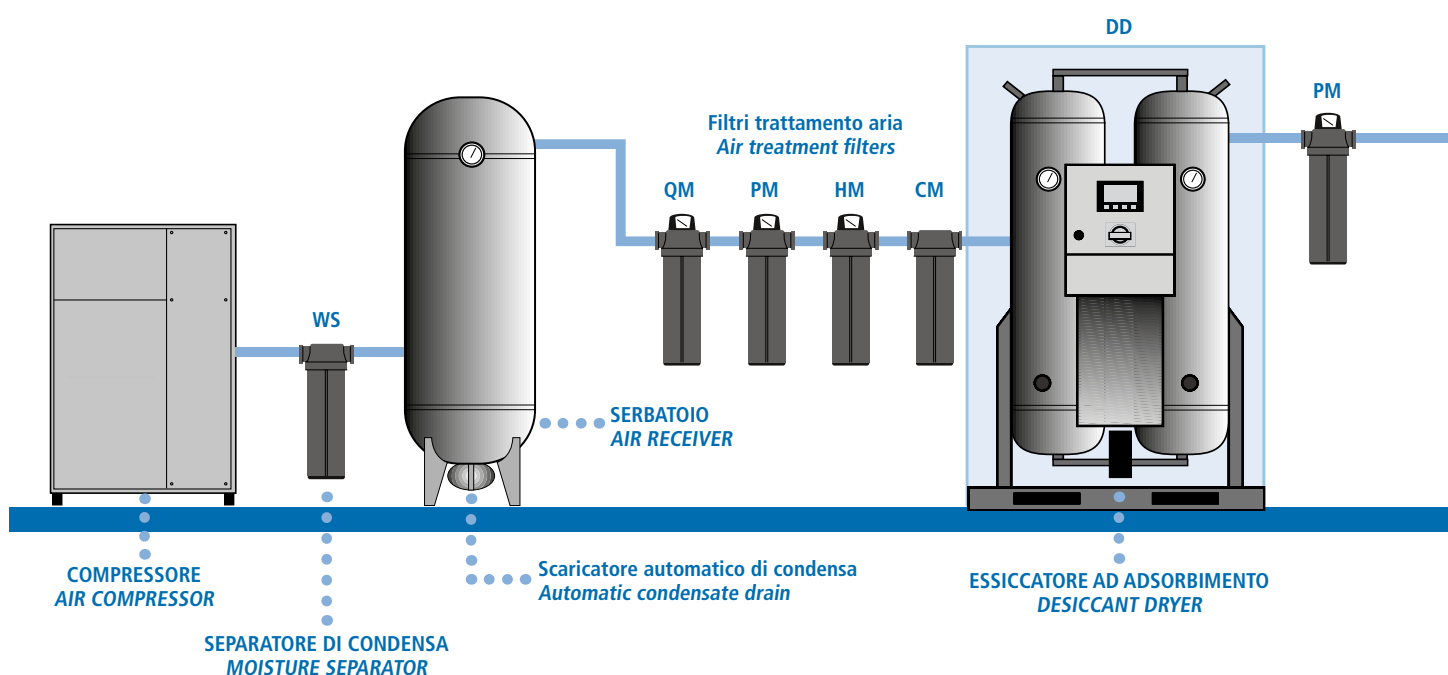 DD
PM
Filtri trattamento aria
Air treatment filters
QM
PM
HM
CM
WS
SERBATOIO
AIR RECEIVER
COMPRESSORE
AIR COMPRESSOR
Scaricatore automatico di condensa
Automatic condensate drain
ESSICCATORE AD ADSORBIMENTO
DESICCANT DRYER
SEPARATORE DI CONDENSA
MOISTURE SEPARATOR